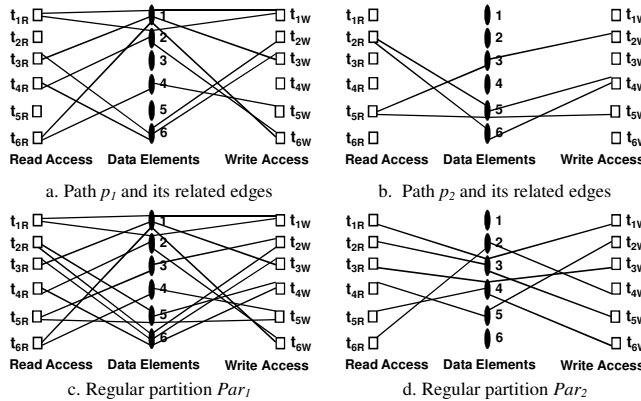 t1R 1 t1W
t2R 2 t2W
t3R 3 t3W
t4R 4 t4W
t5R 5 t5W
t6R 6 t6W
Read Access Data Elements Write Access
a. Path p1 and its related edges
t1R 1 t1W
t2R 2 t2W
t3R 3 t3W
t4R 4 t4W
t5R 5 t5W
t6R 6 t6W
Read Access Data Elements Write Access
b. Path p2 and its related edges
t1R 1 t1W
t2R 2 t2W
t3R 3 t3W
t4R 4 t4W
t5R 5 t5W
t6R 6 t6W
Read Access Data Elements Write Access
c. Regular partition Par1
t1R 1 t1W
t2R 2 t2W
t3R 3 t3W
t4R 4 t4W
t5R 5 t5W
t6R 6 t6W
Read Access Data Elements Write Access
d. Regular partition Par2